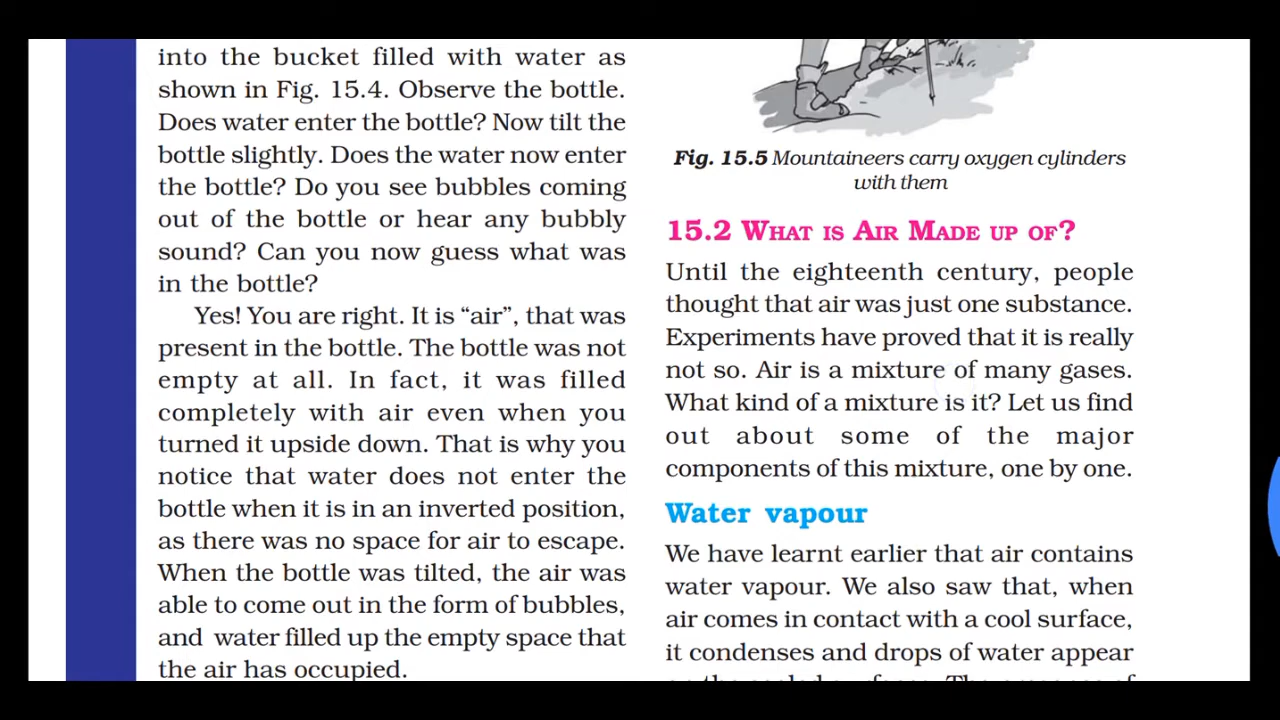 into the bucket filled with water as
shown in Fig. 15.4. Observe the bottle.
Does water enter the bottle? Now tilt the
bottle slightly. Does the water now enter
the bottle? Do you see bubbles coming
out of the bottle or hear any bubbly
sound? Can you now guess what was
in the bottle?
Yes! You are right. It is “air”, that was
present in the bottle. The bottle was not
empty at all. In fact, it was filled
completely with air even when you
turned it upside down. That is why you
notice that water does not enter the
bottle when it is in an inverted position,
as there was no space for air to escape.
When the bottle was tilted, the air was
able to come out in the form of bubbles,
and water filled up the empty space that
the air has occupied.
Fig. 15.5 Mountaineers carry oxygen cylinders
with them
15.2 What is Air Made up of?
Until the eighteenth century, people
thought that air was just one substance.
Experiments have proved that it is really
not so. Air is a mixture of many gases.
What kind of a mixture is it? Let us find
out about some of the major
components of this mixture, one by one.
Water vapour
We have learnt earlier that air contains
water vapour. We also saw that, when
air comes in contact with a cool surface,
it condenses and drops of water appear